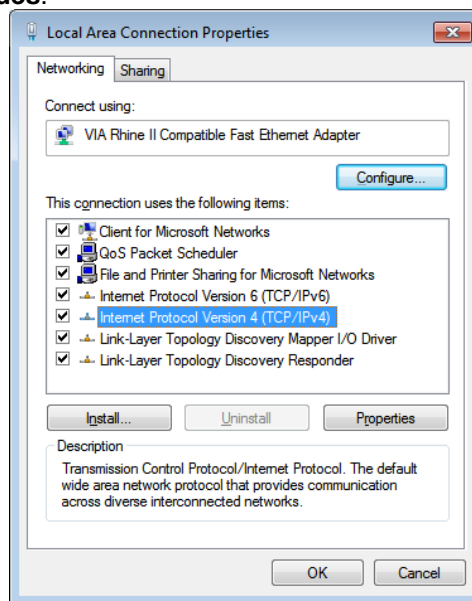 Local Area Connection Properties
Networking Sharing
Connect using:
VIA Rhine II Compatible Fast Ethernet Adapter
Configure...
This connection uses the following items:
Client for Microsoft Networks
QoS Packet Scheduler
File and Printer Sharing for Microsoft Networks
Internet Protocol Version 6 (TCP/IPv6)
Internet Protocol Version 4 (TCP/IPv4)
Link-Layer Topology Discovery Mapper I/O Driver
Link-Layer Topology Discovery Responder
Install... Uninstall Properties
Description
Transmission Control Protocol/Internet Protocol. The default
wide area network protocol that provides communication
across diverse interconnected networks.
OK Cancel